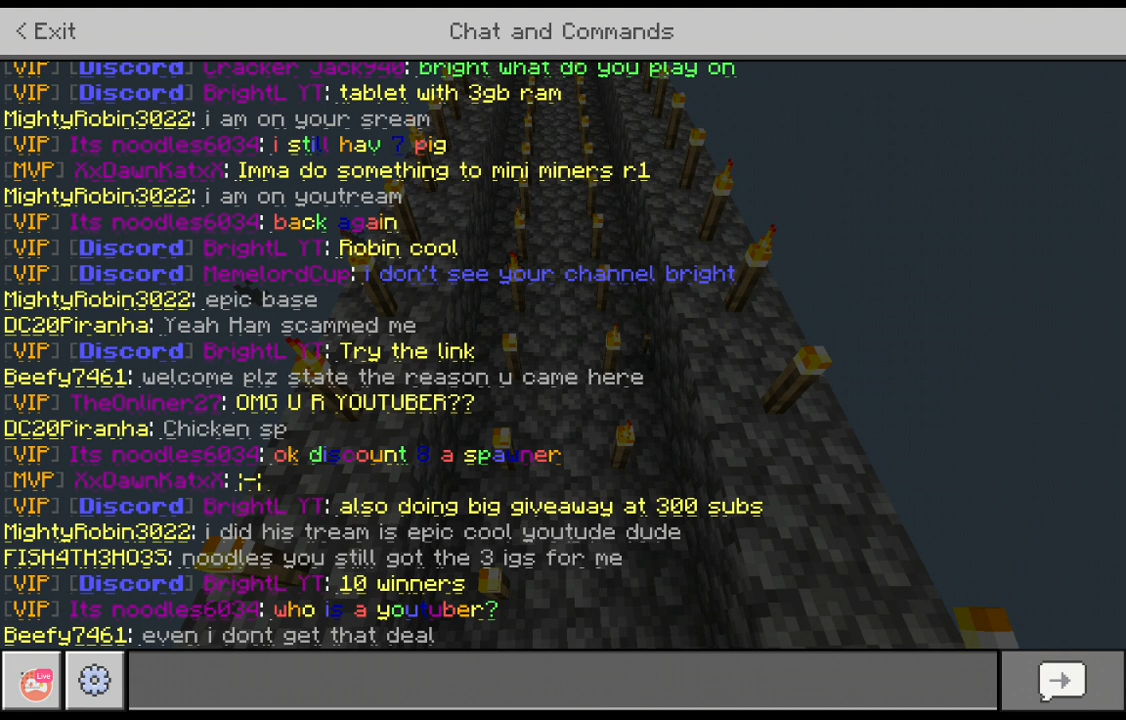 < Exit
Chat and Commands
[VIP] [Discord] Cracker Jack940: bright what do you play on
[VIP] [Discord] BrightL YT: tablet with 3gb ram
MightyRobin3022: i am on your sream
[VIP] Its noodles6034: i still hav 7 pig
[MVP] XxDawnKatxX: Imma do something to mini miners r1
MightyRobin3022: i am on youtream
[VIP] Its noodles6034: back again
[VIP] [Discord] BrightL YT: Robin cool
[VIP] [Discord] MemelordCup: i don't see your channel bright
MightyRobin3022: epic base
DC20Piranha: Yeah Ham scammed me
[VIP] [Discord] BrightL YT: Try the link
Beefy7461: welcome plz state the reason u came here
[VIP] TheOnliner27: OMG U R YOUTUBER??
DC20Piranha: Chicken sp
[VIP] Its noodles6034: ok discount 8 a spawner
[MVP] XxDawnKatxX: ;-;
[VIP] [Discord] BrightL YT: also doing big giveaway at 300 subs
MightyRobin3022: i did his tream is epic cool youtude dude
FISH4TH3HO3S: noodles you still got the 3 igs for me
[VIP] [Discord] BrightL YT: 10 winners
[VIP] Its noodles6034: who is a youtuber?
Beefy7461: even i dont get that deal
Live